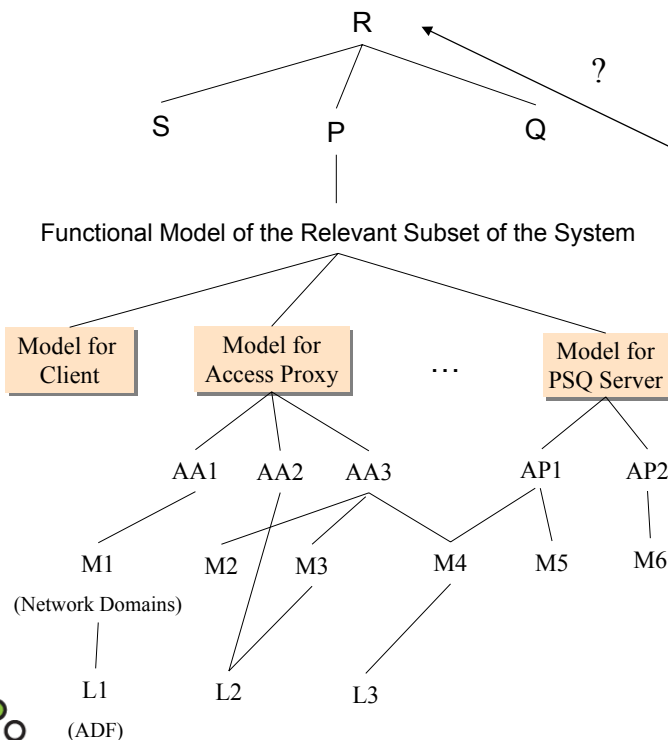 R
?
S P Q
Functional Model of the Relevant Subset of the System
Model for
Client
Model for
Access Proxy
...
Model for
PSQ Server
AA1 AA2 AA3 AP1 AP2
M1 M2 M3 M4 M5 M6
(Network Domains)
L1 L2 L3
(ADF)